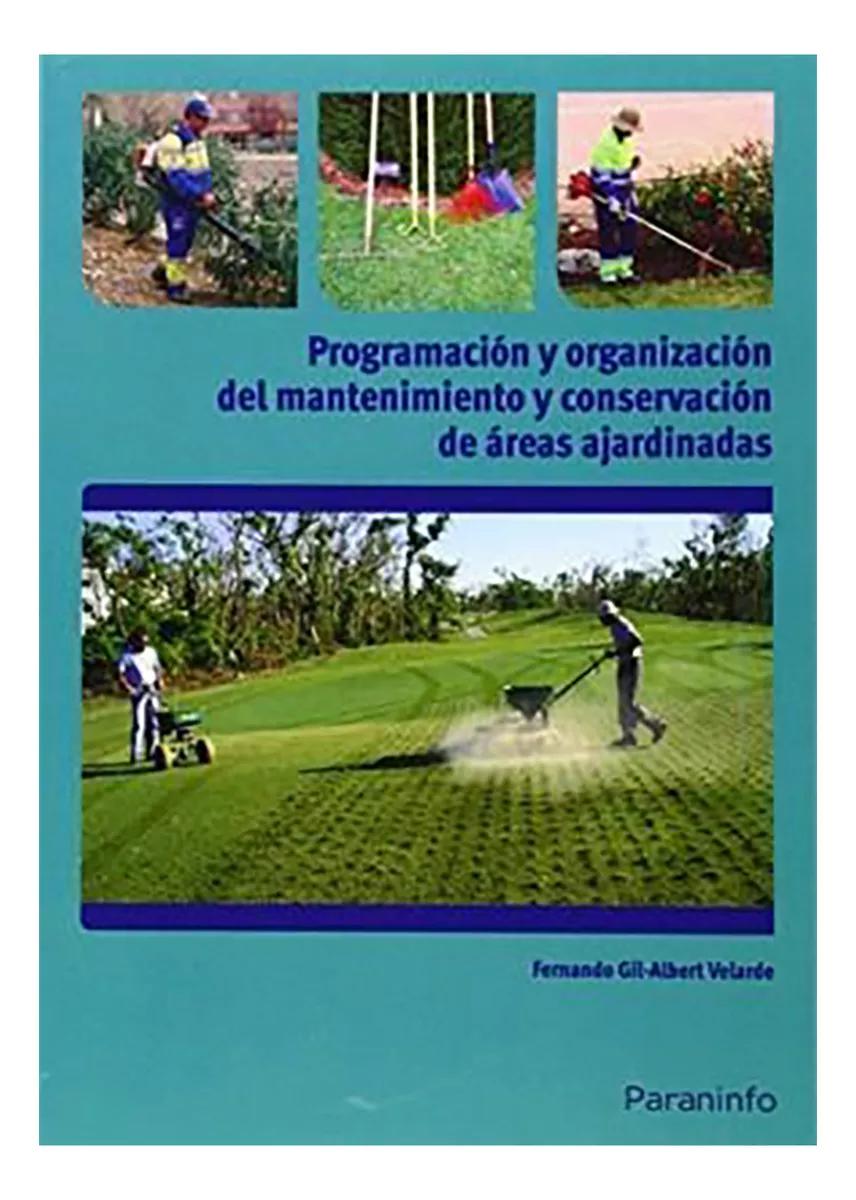 Programación y organización
del mantenimiento y conservación
de áreas ajardinadas
Fernando Gil-Albert Velarde
Paraninfo